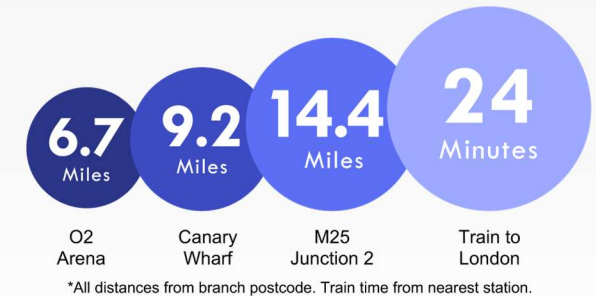 6.7
Miles
9.2
Miles
14.4
Miles
24
Minutes
O2
Arena
Canary
Wharf
M25
Junction 2
Train to
London
*All distances from branch postcode. Train time from nearest station.